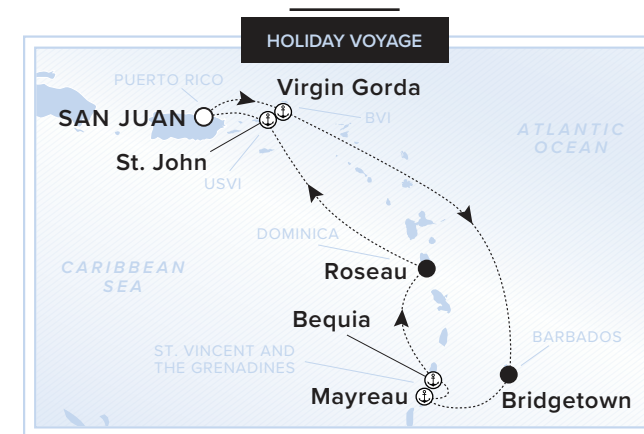 HOLIDAY VOYAGE
PUERTO RICO
Virgin Gorda
SAN JUAN
BVI
ATLANTIC
OCEAN
St. John
USVI
DOMINICA
CARIBBEAN
SEA
Roseau
Bequia
BARBADOS
ST. VINCENT AND
THE GRENADINES
Mayreau
Bridgetown